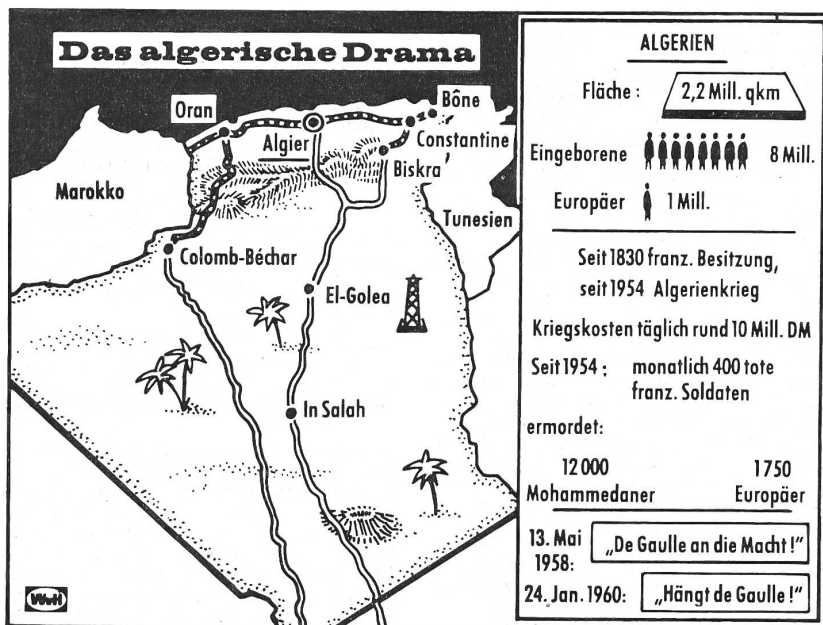 Das algerische Drama
Oran
Bône
Algier
Constantine
Biskra
Marokko
Tunesien
Colomb-Béchar
El-Golea
In Salah
ALGERIEN
Fläche : 2,2 Mill. qkm
Eingeborene 8 Mill.
Europäer 1 Mill.
Seit 1830 franz. Besitzung,
seit 1954 Algerienkrieg
Kriegskosten täglich rund 10 Mill. DM
Seit 1954 : monatlich 400 tote
franz. Soldaten
ermordet:
12 000 1750
Mohammedaner Europäer
13. Mai
1958: „De Gaulle an die Macht!"
24. Jan. 1960: „Hängt de Gaulle!"